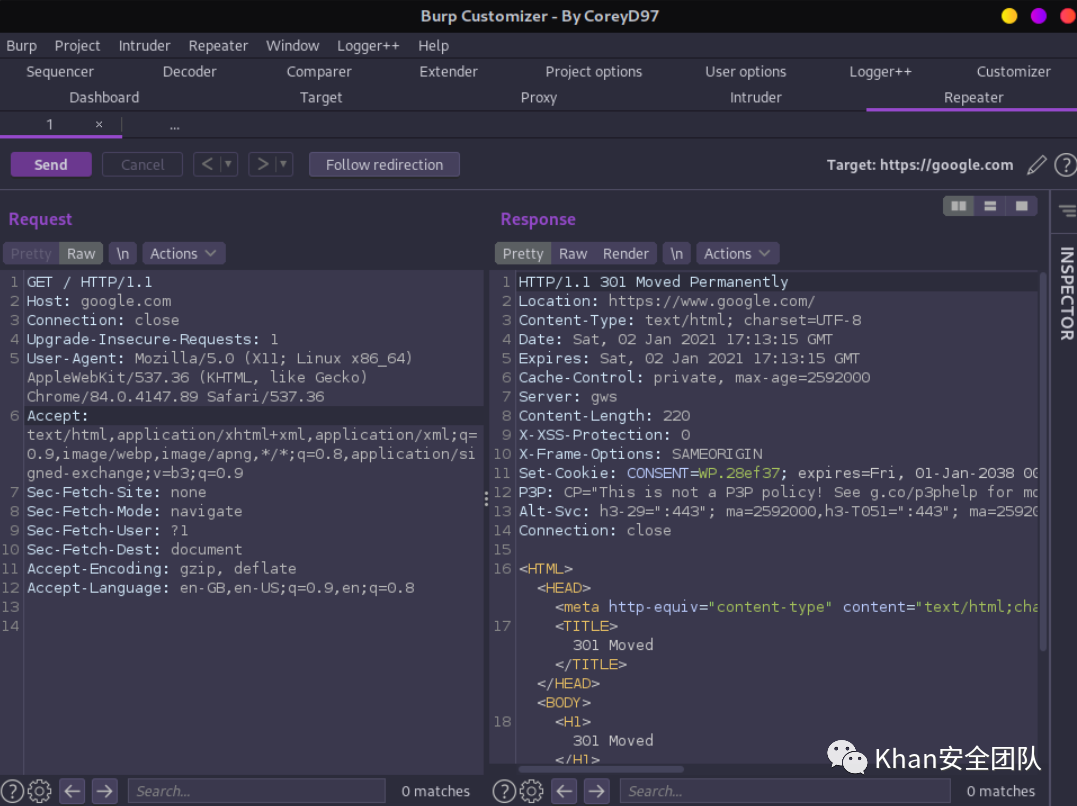 Burp Customizer - By CoreyD97
Burp Project Intruder Repeater Window Logger++ Help
Sequencer Decoder Comparer Extender Project options User options Logger++ Customizer
Dashboard Target Proxy Intruder Repeater
1 × ...
Send Cancel < > Follow redirection Target: https://google.com ?
Request
Pretty Raw \n Actions
1 GET / HTTP/1.1
2 Host: google.com
3 Connection: close
4 Upgrade-Insecure-Requests: 1
5 User-Agent: Mozilla/5.0 (X11; Linux x86_64)
AppleWebKit/537.36 (KHTML, like Gecko)
Chrome/84.0.4147.89 Safari/537.36
6 Accept:
text/html,application/xhtml+xml,application/xml;q=
0.9,image/webp,image/apng,*/*;q=0.8,application/si
gned-exchange;v=b3;q=0.9
7 Sec-Fetch-Site: none
8 Sec-Fetch-Mode: navigate
9 Sec-Fetch-User: ?1
10 Sec-Fetch-Dest: document
11 Accept-Encoding: gzip, deflate
12 Accept-Language: en-GB,en-US;q=0.9,en;q=0.8
13
14
? Search... 0 matches
Response
Pretty Raw Render \n Actions
1 HTTP/1.1 301 Moved Permanently
2 Location: https://www.google.com/
3 Content-Type: text/html; charset=UTF-8
4 Date: Sat, 02 Jan 2021 17:13:15 GMT
5 Expires: Sat, 02 Jan 2021 17:13:15 GMT
6 Cache-Control: private, max-age=2592000
7 Server: gws
8 Content-Length: 220
9 X-XSS-Protection: 0
10 X-Frame-Options: SAMEORIGIN
11 Set-Cookie: CONSENT=WP.28ef37; expires=Fri, 01-Jan-2038 00
12 P3P: CP="This is not a P3P policy! See g.co/p3phelp for mo
13 Alt-Svc: h3-29=":443"; ma=2592000,h3-T051=":443"; ma=25920
14 Connection: close
15
16 <HTML>
<HEAD>
<meta http-equiv="content-type" content="text/html;cha
17 <TITLE>
301 Moved
</TITLE>
</HEAD>
<BODY>
18 <H1>
301 Moved
</H1>
? Search... 0 matches
INSPECTOR
Khan安全团队